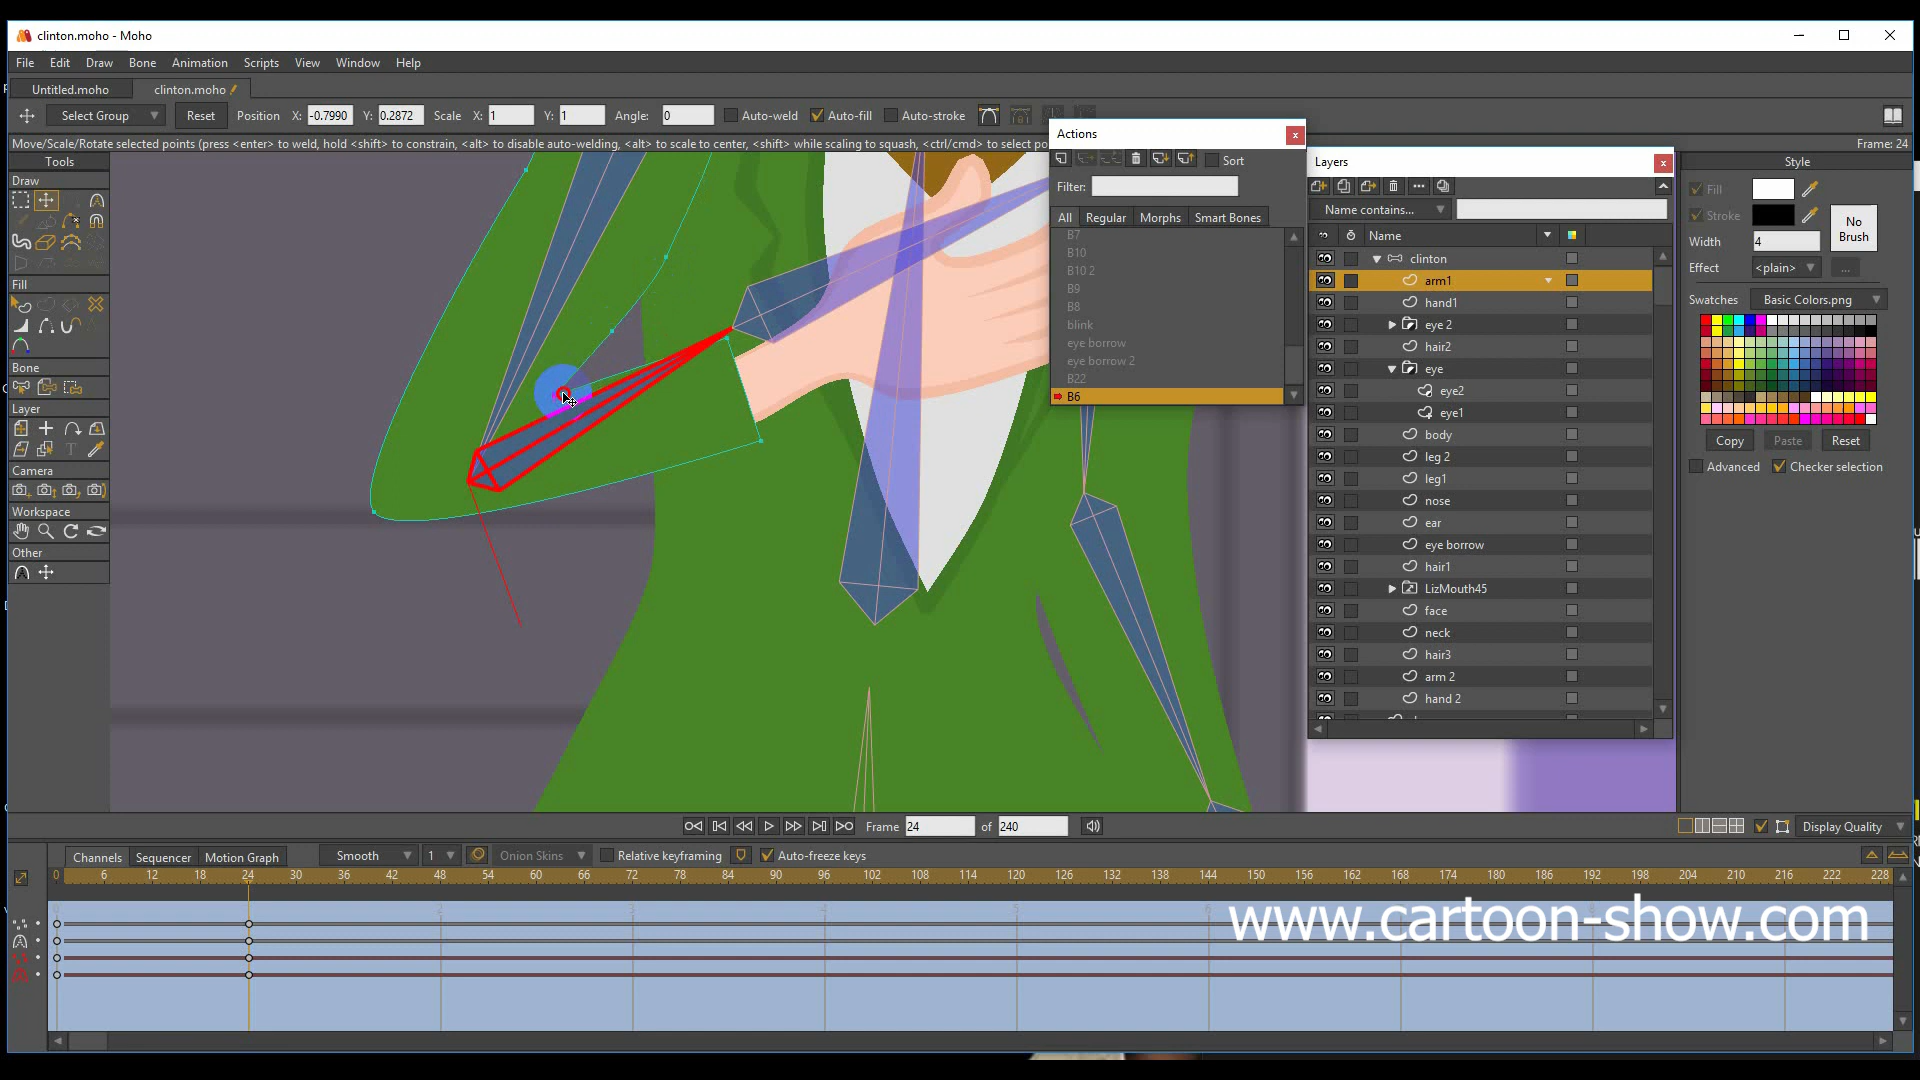 clinton.moho - Moho
File Edit Draw Bone Animation Scripts View Window Help
Untitled.moho clinton.moho
Select Group Reset Position X: -0.7990 Y: 0.2872 Scale X: 1 Y: 1 Angle: 0 Auto-weld Auto-fill Auto-stroke
Move/Scale/Rotate selected points (press <enter> to weld, hold <shift> to constrain, <alt> to disable auto-welding, <alt> to scale to center, <shift> while scaling to squash, <ctrl/cmd> to select po
Frame: 24
Tools
Draw
Fill
Bone
Layer
Camera
Workspace
Other
Actions
Sort
Filter:
All Regular Morphs Smart Bones
B7
B10
B10 2
B9
B8
blink
eye borrow
eye borrow 2
B22
B6
Layers
Name contains...
Name
clinton
arm1
hand1
eye 2
hair2
eye
eye2
eye1
body
leg 2
leg1
nose
ear
eye borrow
hair1
LizMouth45
face
neck
hair3
arm 2
hand 2
Style
Fill
Stroke
No Brush
Width 4
Effect <plain> ...
Swatches Basic Colors.png
Copy Paste Reset
Advanced Checker selection
Frame 24 of 240
Display Quality
Channels Sequencer Motion Graph Smooth 1 Onion Skins Relative keyframing Auto-freeze keys
0 6 12 18 24 30 36 42 48 54 60 66 72 78 84 90 96 102 108 114 120 126 132 138 144 150 156 162 168 174 180 186 192 198 204 210 216 222 228
www.cartoon-show.com